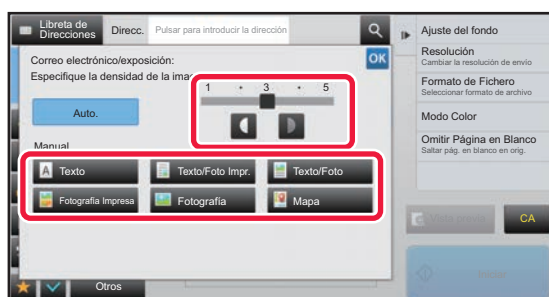 Libreta de
Direcciones
Direcc.
Pulsar para introducir la dirección
Correo electrónico/exposición:
Especifique la densidad de la
OK
1 · 3 · 5
Auto.
Manual
Texto
Texto/Foto Impr.
Texto/Foto
Fotografía Impresa
Fotografía
Mapa
Otros
Ajuste del fondo
Resolución
Cambiar la resolución de envío
Formato de Fichero
Seleccionar formato de archivo
Modo Color
Omitir Página en Blanco
Saltar pág. en blanco en orig.
CA